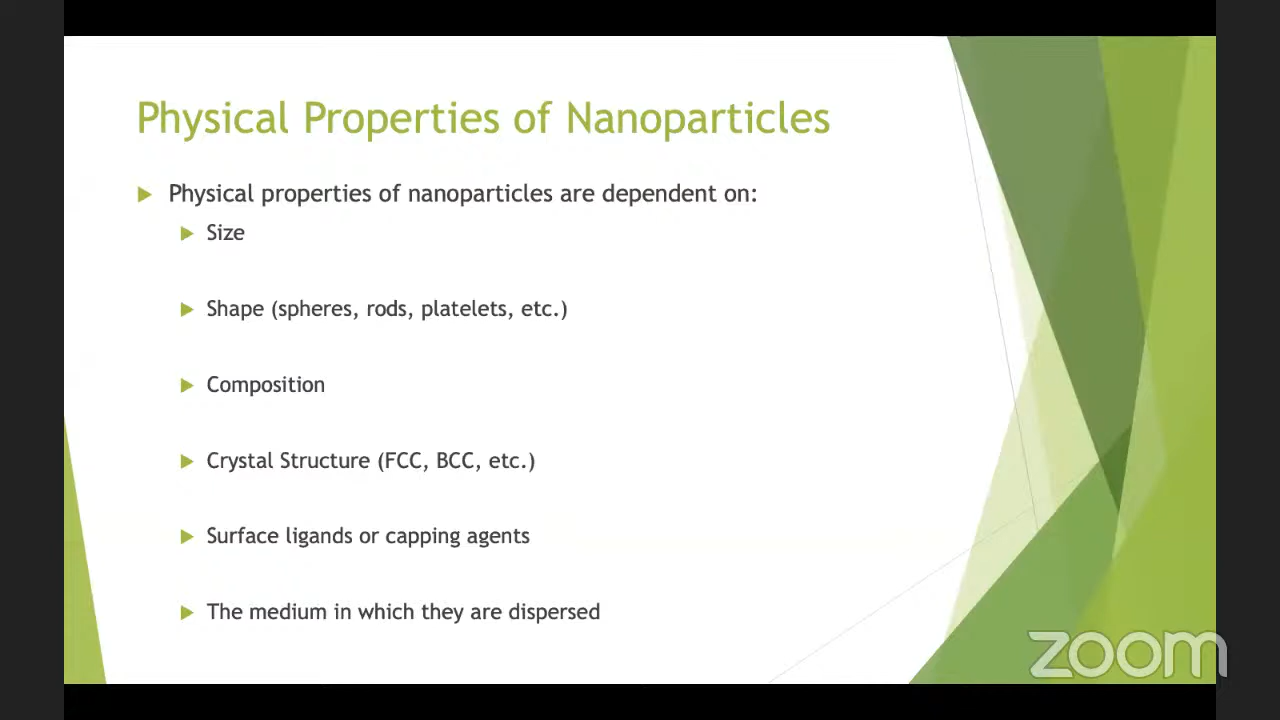 Physical Properties of Nanoparticles
Physical properties of nanoparticles are dependent on:
Size
Shape (spheres, rods, platelets, etc.)
Composition
Crystal Structure (FCC, BCC, etc.)
Surface ligands or capping agents
The medium in which they are dispersed
zoom